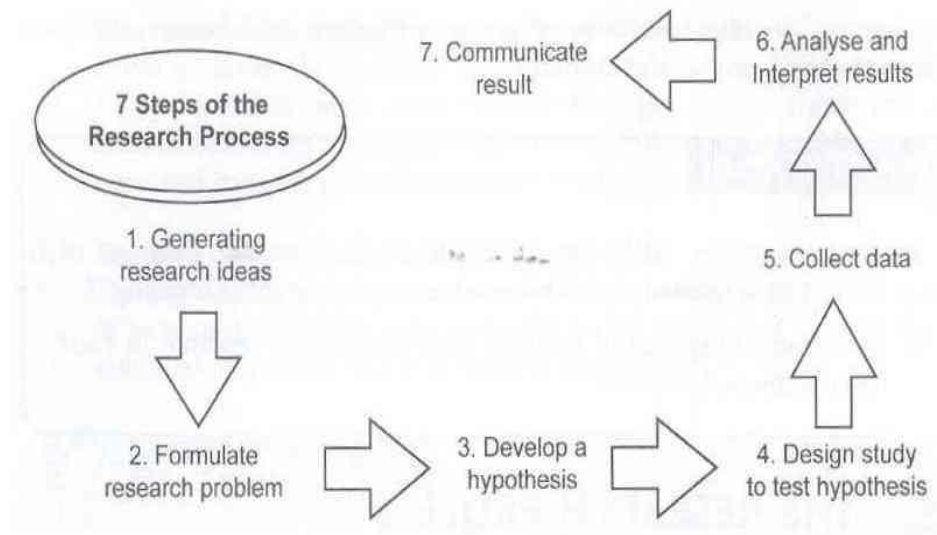 7 Steps of the
Research Process
1. Generating
research ideas
2. Formulate
research problem
3. Develop a
hypothesis
4. Design study
to test hypothesis
5. Collect data
6. Analyse and
Interpret results
7. Communicate
result